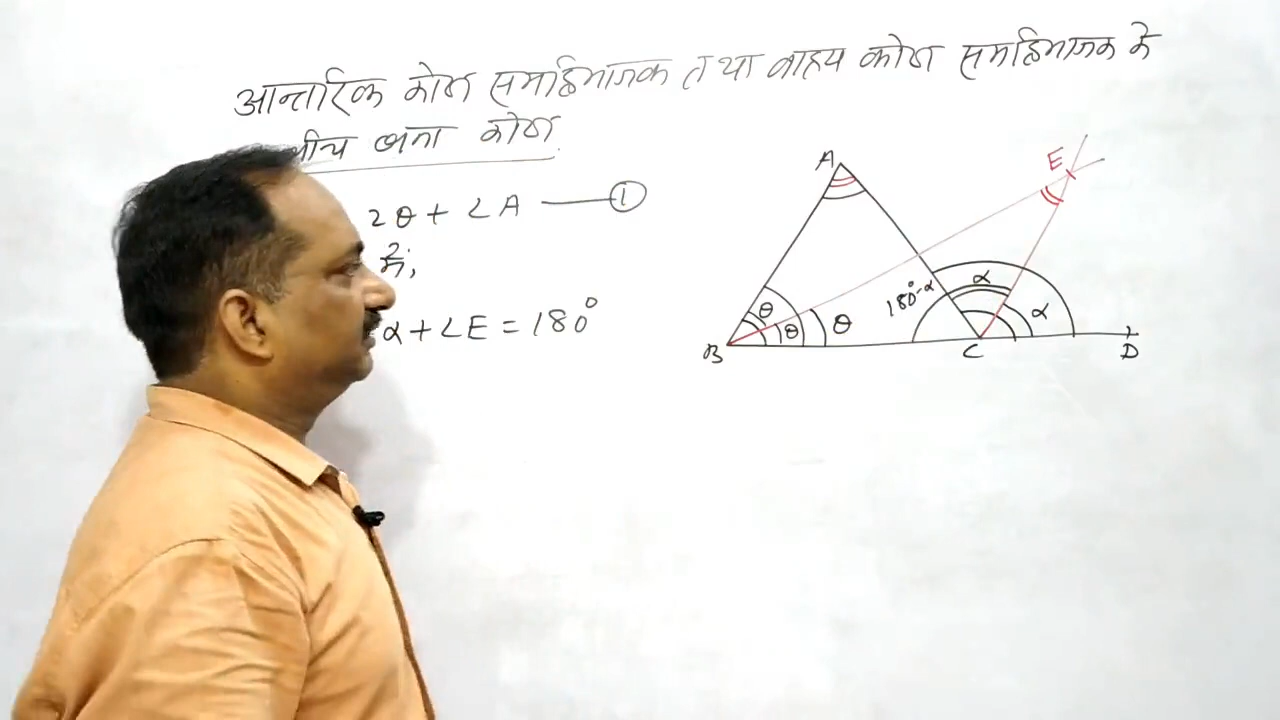 आन्तरिक कोण समद्विभाजक तथा वाह्य कोण समद्विभाजक के
बीच बना कोण
2θ + ∠A —— ①
में,
α + ∠E = 180°
A
E
θ
θ
θ
180°-α
α
α
B
C
D